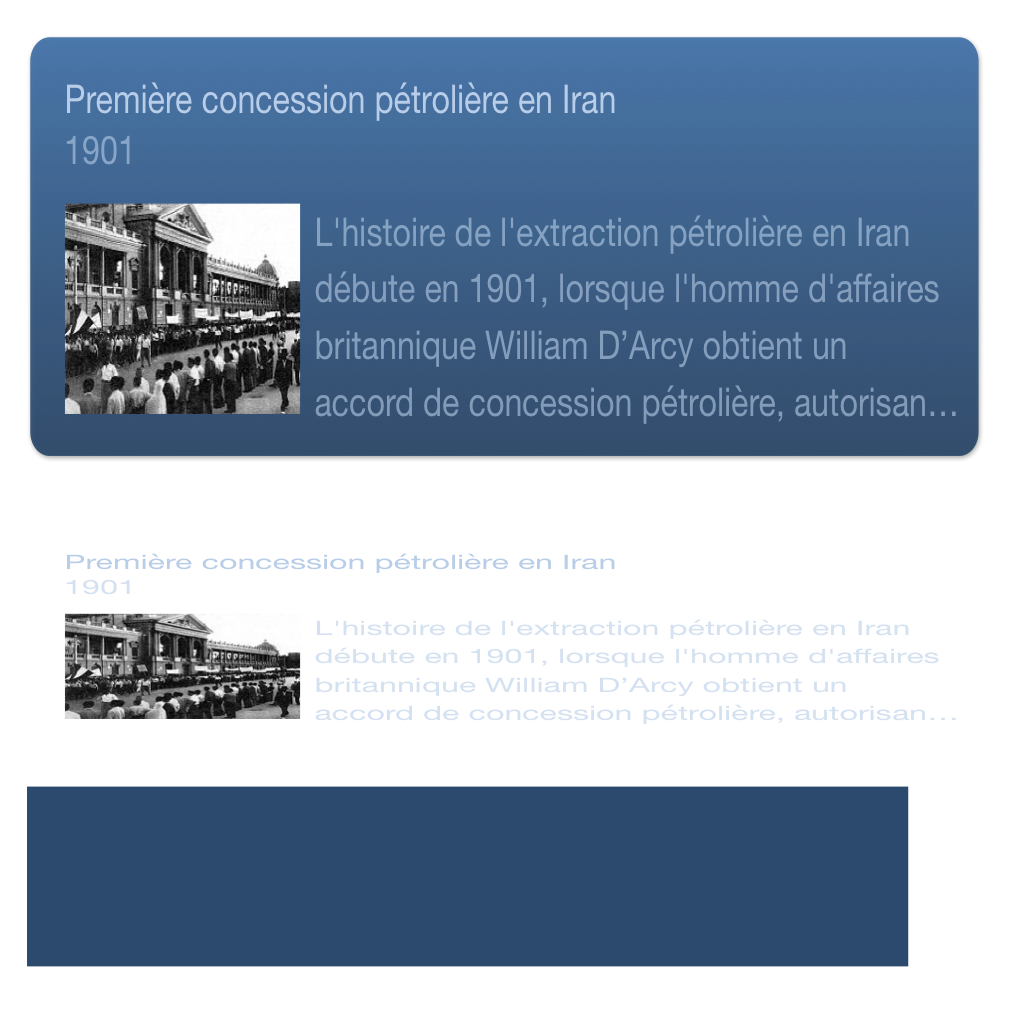 Première concession pétrolière en Iran
1901
L'histoire de l'extraction pétrolière en Iran
débute en 1901, lorsque l'homme d'affaires
britannique William D’Arcy obtient un
accord de concession pétrolière, autorisan…
Première concession pétrolière en Iran
1901
L'histoire de l'extraction pétrolière en Iran
débute en 1901, lorsque l'homme d'affaires
britannique William D’Arcy obtient un
accord de concession pétrolière, autorisan…